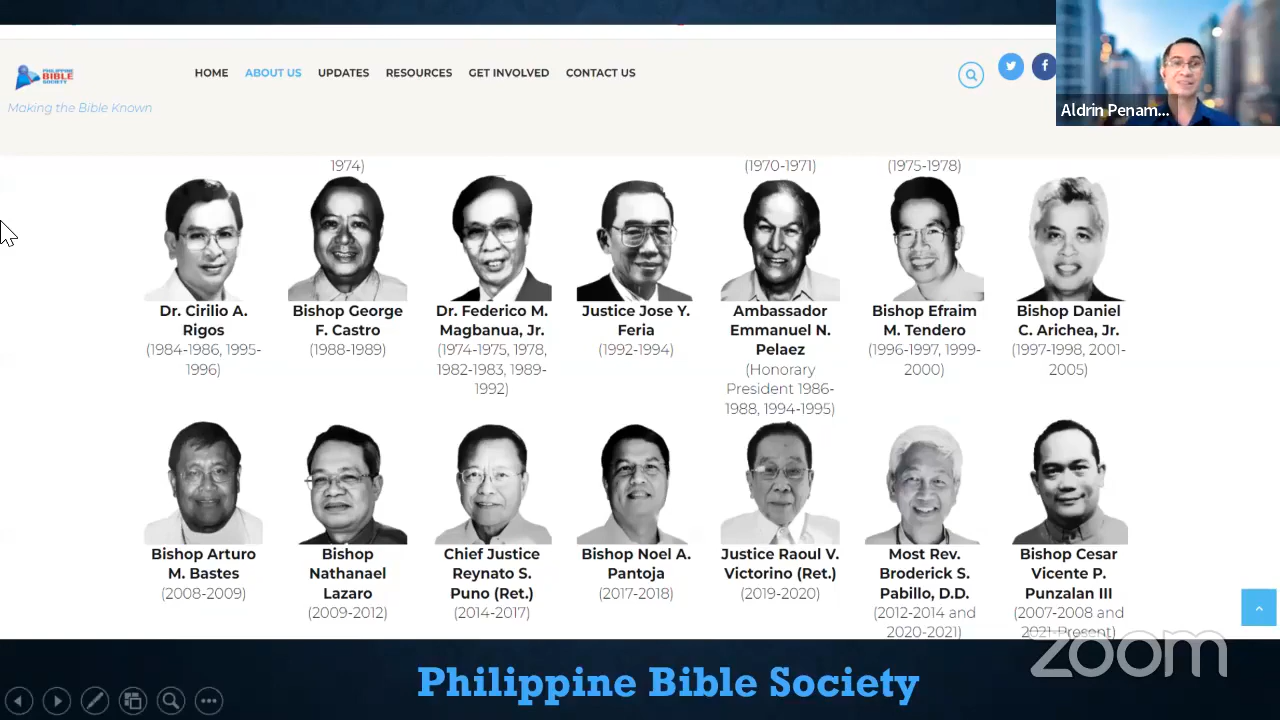 PHILIPPINE
BIBLE
SOCIETY
Making the Bible Known
HOME ABOUT US UPDATES RESOURCES GET INVOLVED CONTACT US
Aldrin Penam...
1974) (1970-1971) (1975-1978)
Dr. Cirilio A. Bishop George Dr. Federico M. Justice Jose Y. Ambassador Bishop Efraim Bishop Daniel
Rigos F. Castro Magbanua, Jr. Feria Emmanuel N. M. Tendero C. Arichea, Jr.
(1984-1986, 1995- (1988-1989) (1974-1975, 1978, (1992-1994) Pelaez (1996-1997, 1999- (1997-1998, 2001-
1996) 1982-1983, 1989- (Honorary 2000) 2005)
1992) President 1986-
1988, 1994-1995)
Bishop Arturo Bishop Chief Justice Bishop Noel A. Justice Raoul V. Most Rev. Bishop Cesar
M. Bastes Nathanael Reynato S. Pantoja Victorino (Ret.) Broderick S. Vicente P.
(2008-2009) Lazaro Puno (Ret.) (2017-2018) (2019-2020) Pabillo, D.D. Punzalan III
(2009-2012) (2014-2017) (2012-2014 and (2007-2008 and
2020-2021) 2021-Present)
zoom
Philippine Bible Society